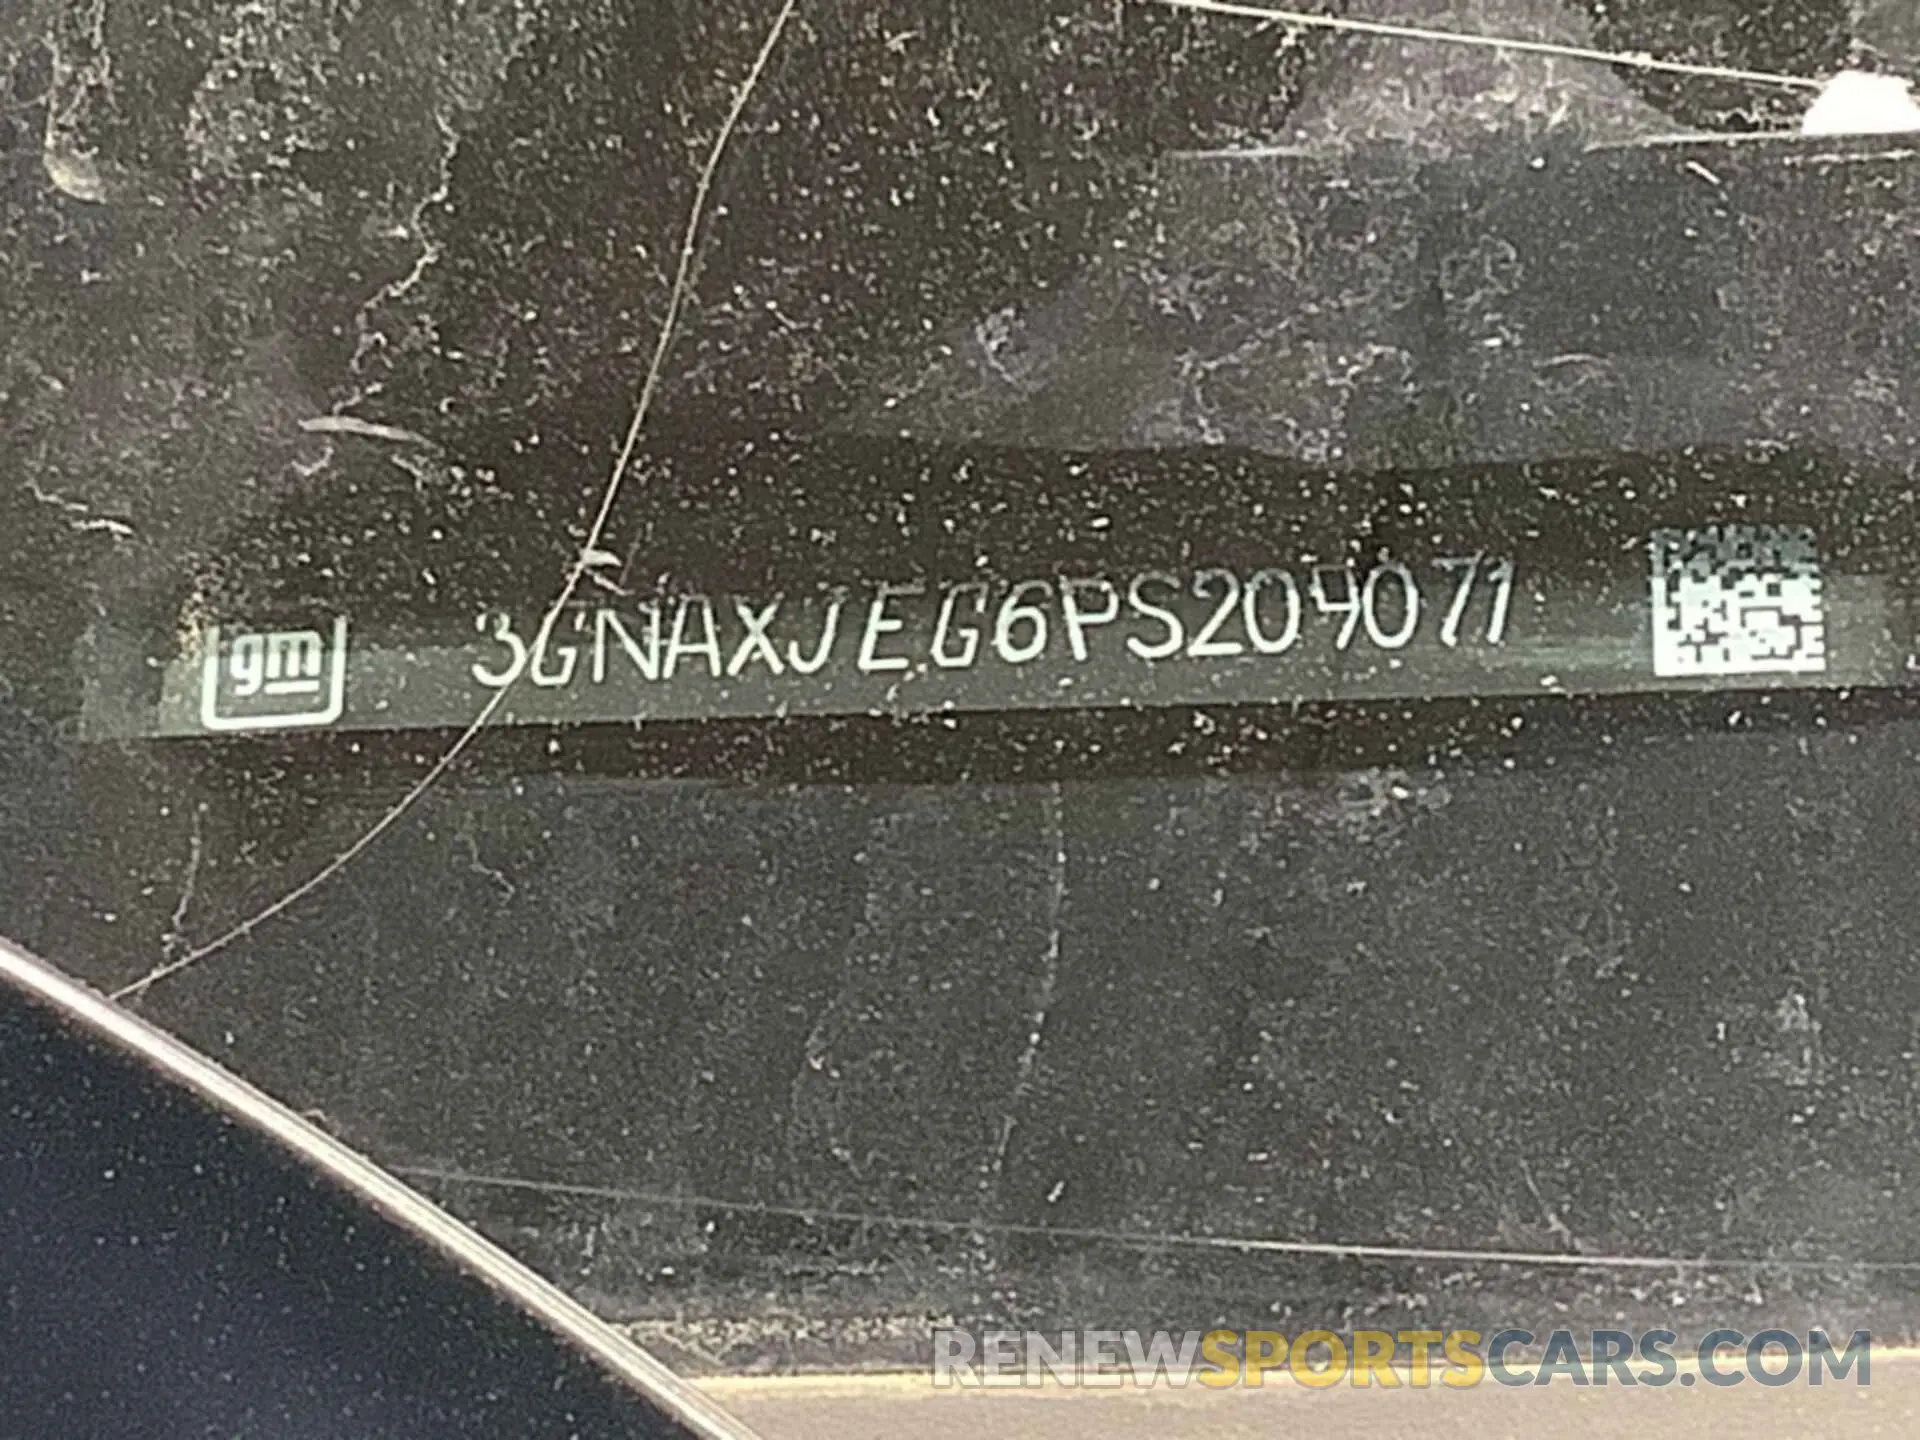 gm 3GNAXJEG6PS209071
RENEWSPORTSCARS.COM